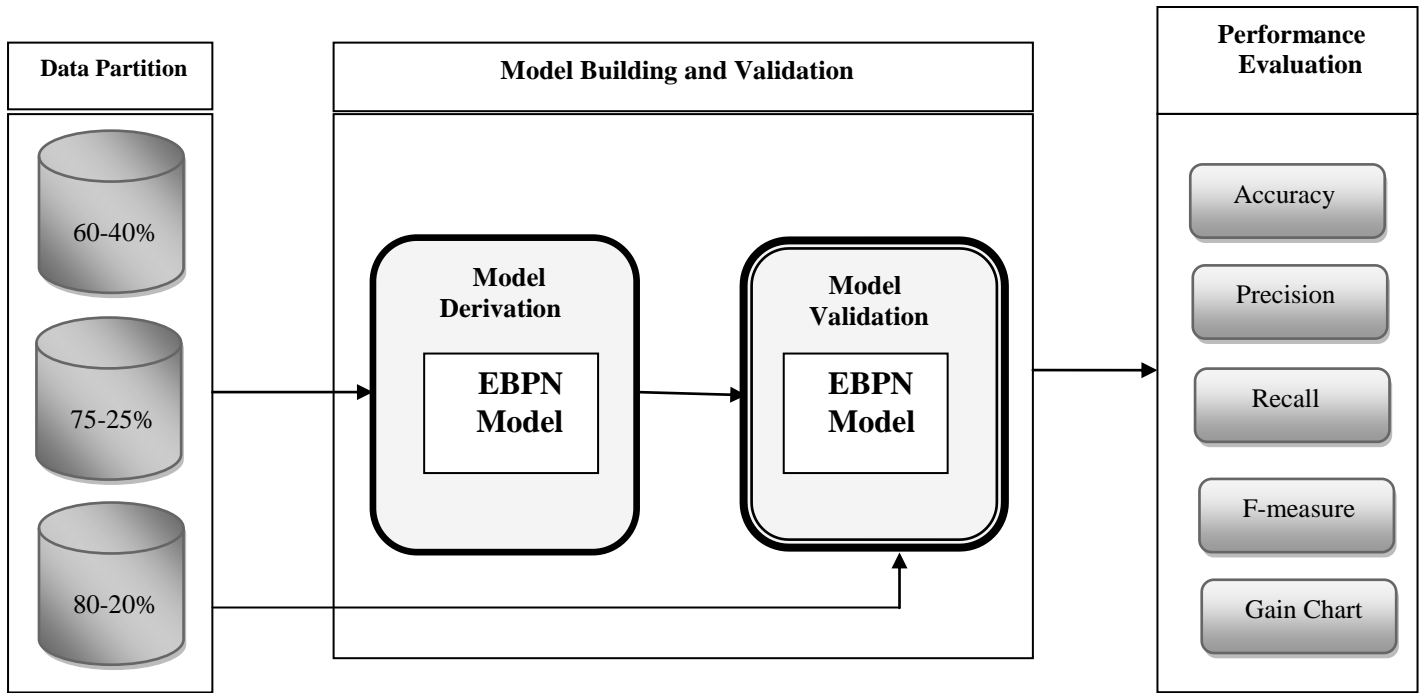 Data Partition
60-40%
75-25%
80-20%
Model Building and Validation
Model
Derivation
EBPN
Model
Model
Validation
EBPN
Model
Performance
Evaluation
Accuracy
Precision
Recall
F-measure
Gain Chart